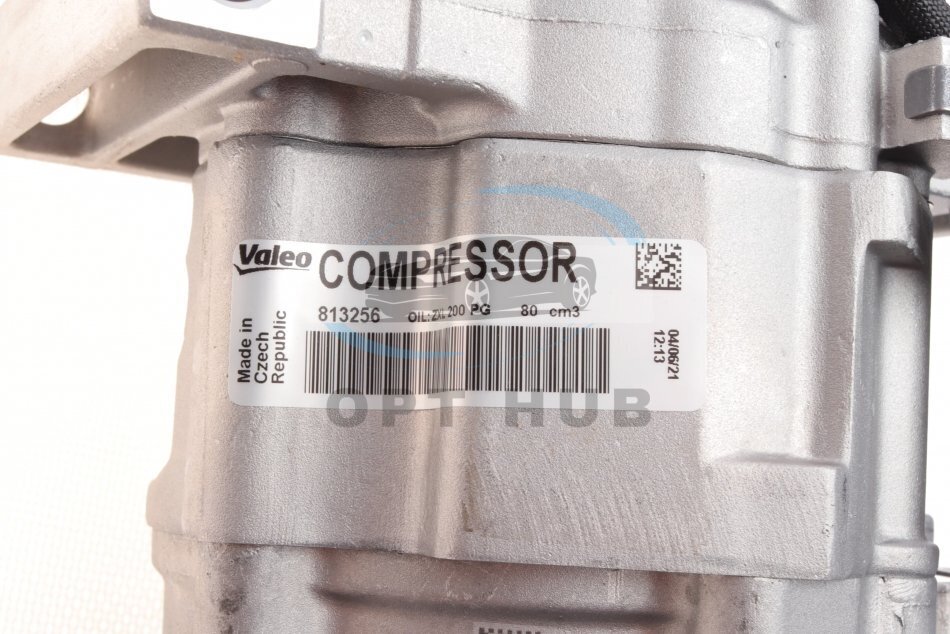 Valeo COMPRESSOR
813256 OIL: ZXL 200 PG 80 cm3
Made in
Czech
Republic
04/06/21
12:13
OPT HUB